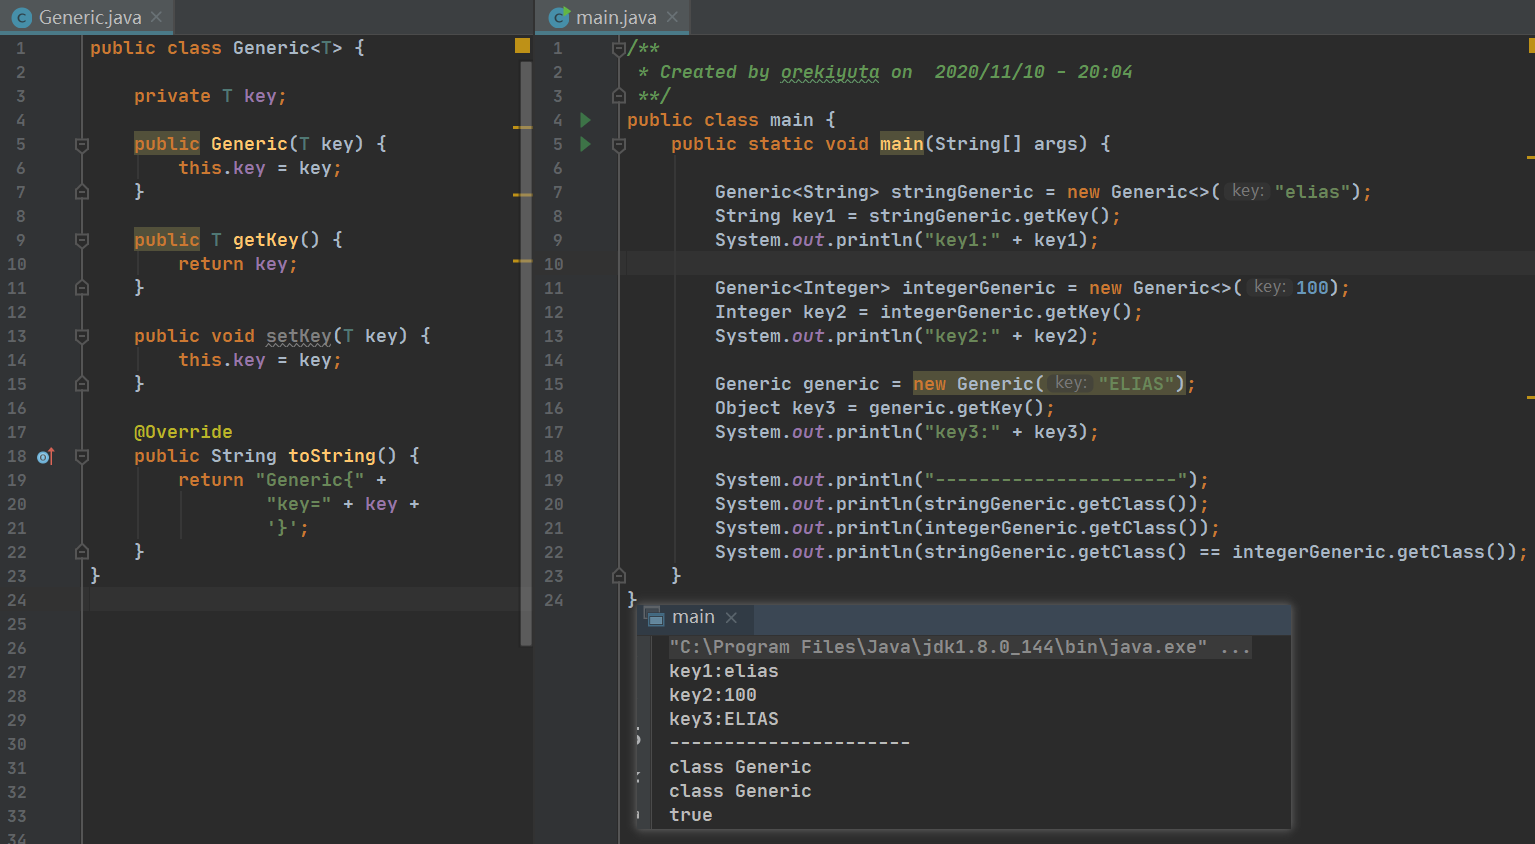 Generic.java
1 public class Generic<T> {
2
3 private T key;
4
5 public Generic(T key) {
6 this.key = key;
7 }
8
9 public T getKey() {
10 return key;
11 }
12
13 public void setKey(T key) {
14 this.key = key;
15 }
16
17 @Override
18 public String toString() {
19 return "Generic{" +
20 "key=" + key +
21 '}';
22 }
23 }
24
25
26
27
28
29
30
31
32
33
34
main.java
1 /**
2 * Created by orekiyuta on  2020/11/10 - 20:04
3 **/
4 public class main {
5 public static void main(String[] args) {
6
7 Generic<String> stringGeneric = new Generic<>( key: "elias");
8 String key1 = stringGeneric.getKey();
9 System.out.println("key1:" + key1);
10
11 Generic<Integer> integerGeneric = new Generic<>( key: 100);
12 Integer key2 = integerGeneric.getKey();
13 System.out.println("key2:" + key2);
14
15 Generic generic = new Generic( key: "ELIAS");
16 Object key3 = generic.getKey();
17 System.out.println("key3:" + key3);
18
19 System.out.println("----------------------");
20 System.out.println(stringGeneric.getClass());
21 System.out.println(integerGeneric.getClass());
22 System.out.println(stringGeneric.getClass() == integerGeneric.getClass());
23 }
24 }
main
"C:\Program Files\Java\jdk1.8.0_144\bin\java.exe" ...
key1:elias
key2:100
key3:ELIAS
----------------------
class Generic
class Generic
true